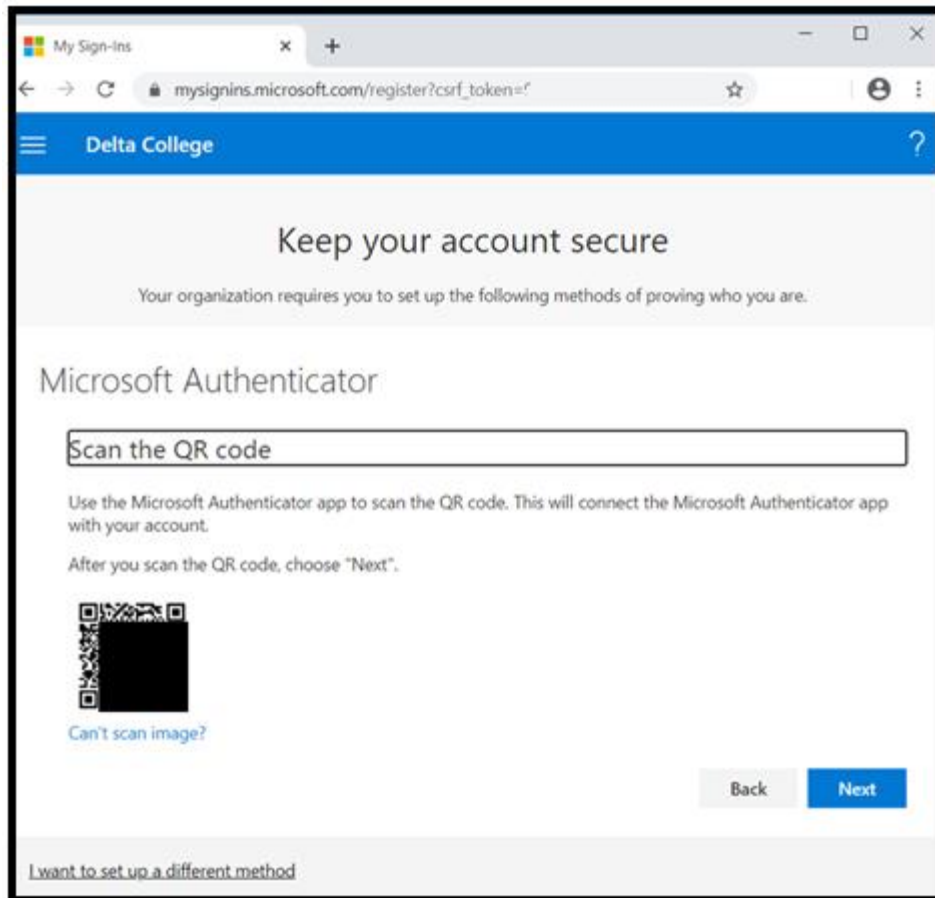 My Sign-Ins
mysignins.microsoft.com/register?csrf_token=
Delta College
?
Keep your account secure
Your organization requires you to set up the following methods of proving who you are.
Microsoft Authenticator
Scan the QR code
Use the Microsoft Authenticator app to scan the QR code. This will connect the Microsoft Authenticator app
with your account.
After you scan the QR code, choose "Next".
Can't scan image?
Back Next
I want to set up a different method